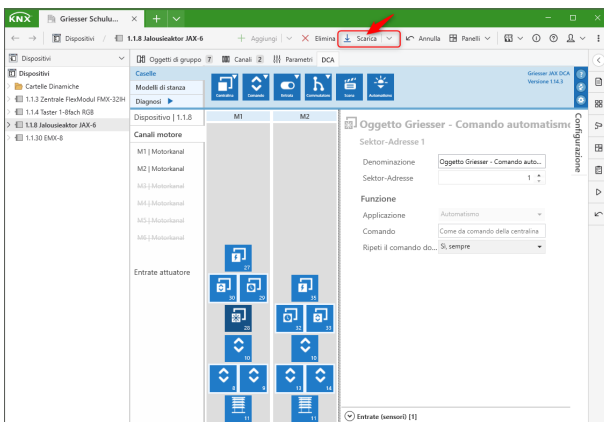 KNX
Griesser Schulu...
Dispositivi / 1.1.8 Jalousieaktor JAX-6
Aggiungi
Elimina
Scarica
Annulla
Panelli
Dispositivi
Dispositivi
Cartelle Dinamiche
1.1.3 Zentrale FlexModul FMX-32IH
1.1.4 Taster 1-8fach RGB
1.1.8 Jalousieaktor JAX-6
1.1.30 EMX-8
Oggetti di gruppo 7
Canali 2
Parametri
DCA
Caselle
Modelli di stanza
Diagnosi
Centralina
Comando
Entrata
Commutazione
Scena
Automatismo
Griesser JAX DCA
Versione 1.14.3
Dispositivo | 1.1.8
M1
M2
Canali motore
M1 | Motorkanal
M2 | Motorkanal
M3 | Motorkanal
M4 | Motorkanal
M5 | Motorkanal
M6 | Motorkanal
Entrate attuatore
27
30
29
35
28
32
33
10
10
8
9
13
14
11
11
Oggetto Griesser - Comando automatismo
Sektor-Adresse 1
Denominazione
Oggetto Griesser - Comando auto...
Sektor-Adresse
1
Funzione
Applicazione
Automatismo
Comando
Come da comando della centralina
Ripeti il comando do...
Sì, sempre
Entrate (sensori) [1]
Configurazione